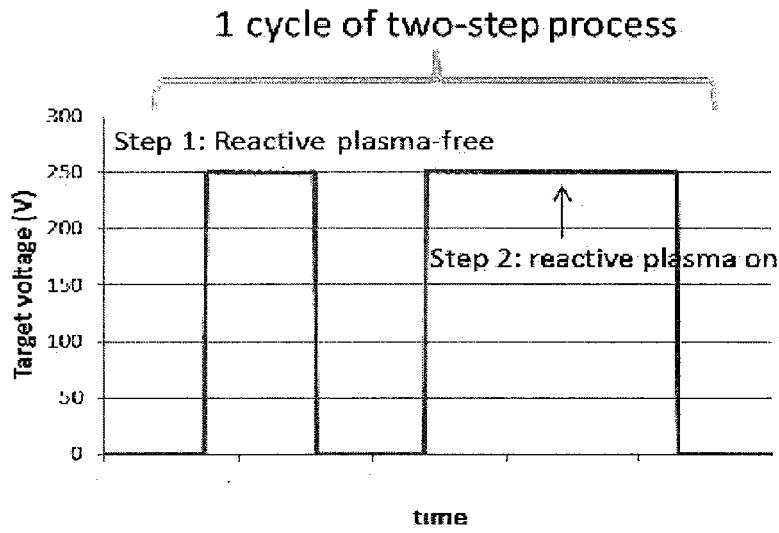 1 cycle of two-step process
300
Step 1: Reactive plasma-free
250
200
Step 2: reactive plasma on
150
100
50
0
Target voltage (V)
time